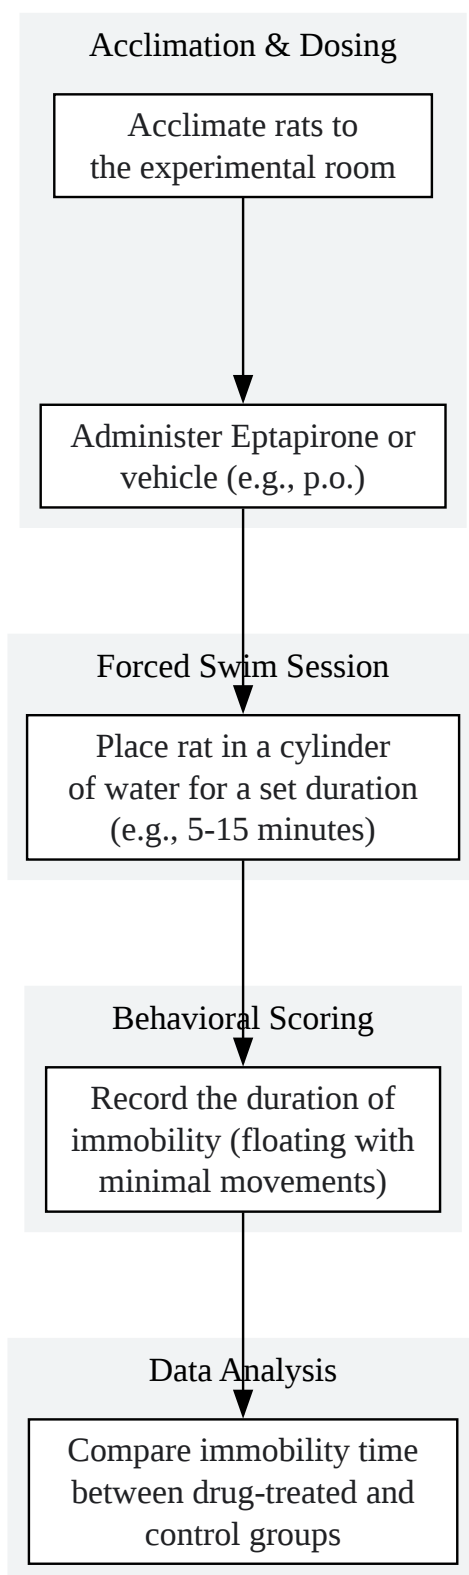 Acclimation & Dosing
Acclimate rats to
the experimental room
Administer Eptapirone or
vehicle (e.g., p.o.)
Forced Swim Session
Place rat in a cylinder
of water for a set duration
(e.g., 5-15 minutes)
Behavioral Scoring
Record the duration of
immobility (floating with
minimal movements)
Data Analysis
Compare immobility time
between drug-treated and
control groups